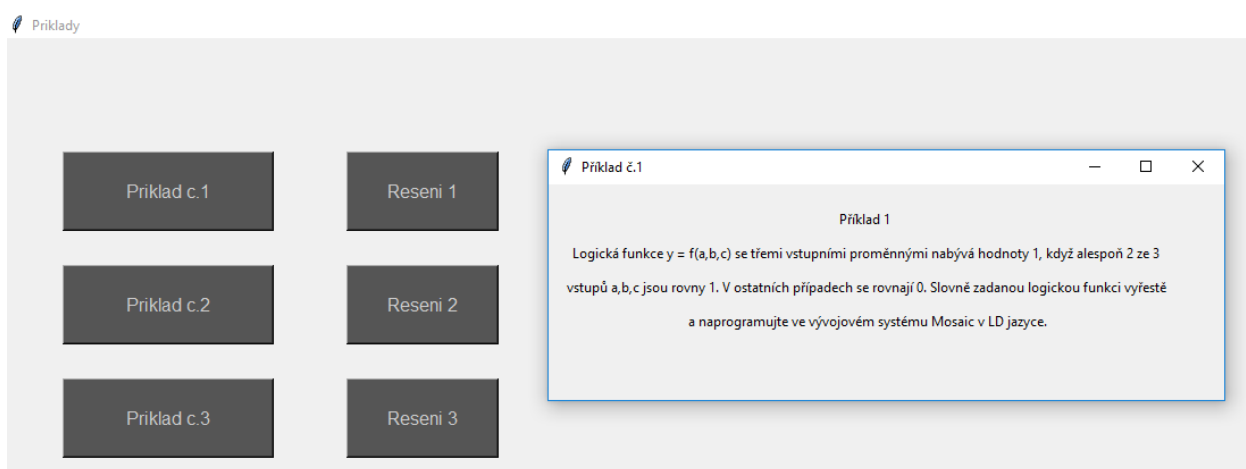 Priklady
Priklad c.1
Reseni 1
Priklad c.2
Reseni 2
Priklad c.3
Reseni 3
Příklad č.1
Příklad 1
Logická funkce y = f(a,b,c) se třemi vstupními proměnnými nabývá hodnoty 1, když alespoň 2 ze 3
vstupů a,b,c jsou rovny 1. V ostatních případech se rovnají 0. Slovně zadanou logickou funkci vyřestě
a naprogramujte ve vývojovém systému Mosaic v LD jazyce.